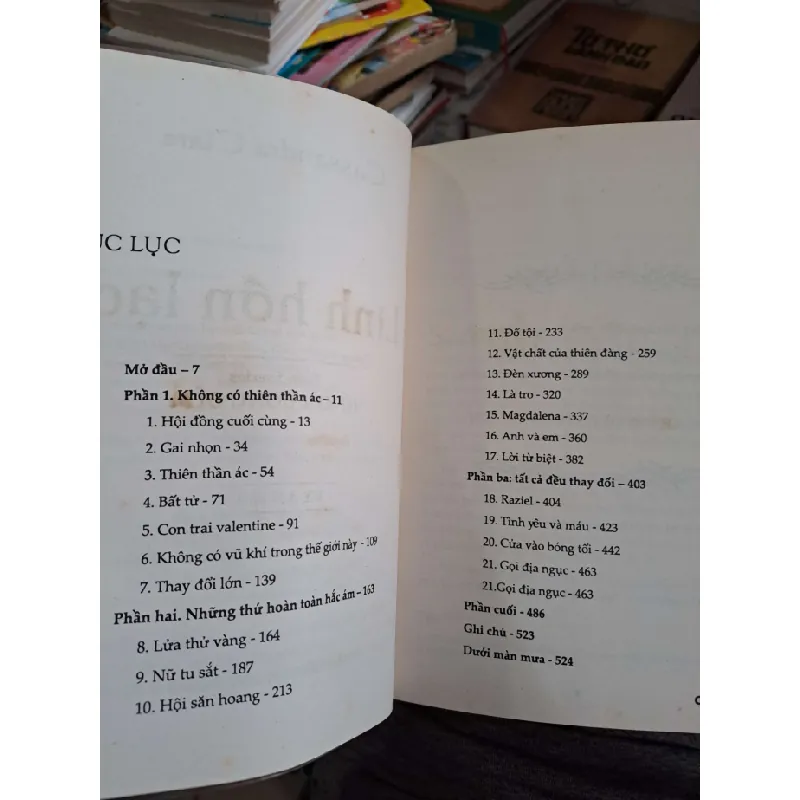 ỤC LỤC
Mở đầu – 7
Phần 1. Không có thiên thần ác – 11
1. Hội đồng cuối cùng - 13
2. Gai nhọn - 34
3. Thiên thần ác - 54
4. Bất tử - 71
5. Con trai valentine - 91
6. Không có vũ khí trong thế giới này - 109
7. Thay đổi lớn - 139
Phần hai. Những thứ hoàn toàn hắc ám – 163
8. Lửa thử vàng - 164
9. Nữ tu sắt - 187
10. Hội săn hoang - 213
11. Đổ tội - 233
12. Vật chất của thiên đàng - 259
13. Đèn xương - 289
14. Là tro - 320
15. Magdalena - 337
16. Anh và em - 360
17. Lời từ biệt - 382
Phần ba: tất cả đều thay đổi – 403
18. Raziel - 404
19. Tình yêu và máu - 423
20. Cửa vào bóng tối - 442
21. Gọi địa ngục - 463
21.Gọi địa ngục - 463
Phần cuối - 486
Ghi chú - 523
Dưới màn mưa - 524